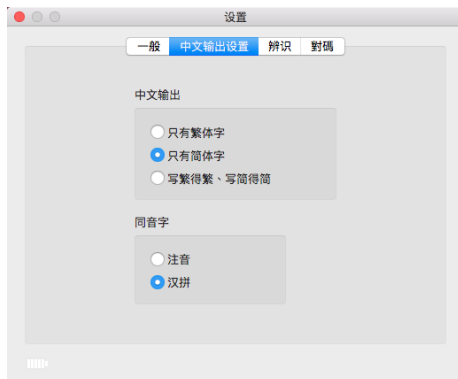 设置
一般 中文输出设置 辨识 對碼
中文输出
只有繁体字
只有简体字
写繁得繁、写简得简
同音字
注音
汉拼